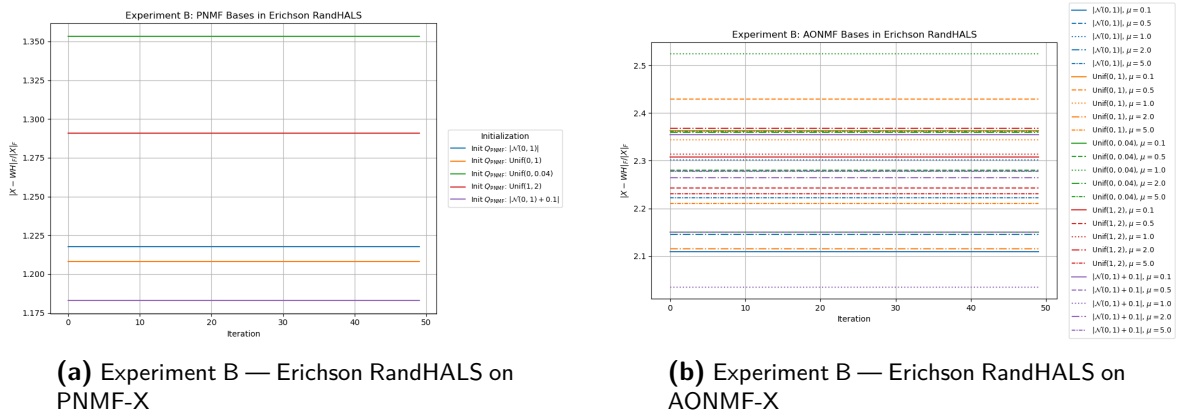 Experiment B: PNMF Bases in Erichson RandHALS
|X − WH|F/|X|F
1.350
1.325
1.300
1.275
1.250
1.225
1.200
1.175
0
10
20
30
40
50
Iteration
Initialization
Init QPNMF: |𝒩(0, 1)|
Init QPNMF: Unif(0, 1)
Init QPNMF: Unif(0, 0.04)
Init QPNMF: Unif(1, 2)
Init QPNMF: |𝒩(0, 1) + 0.1|
Experiment B: AONMF Bases in Erichson RandHALS
|X − WH|F/|X|F
2.5
2.4
2.3
2.2
2.1
0
10
20
30
40
50
Iteration
|𝒩(0, 1)|, μ = 0.1
|𝒩(0, 1)|, μ = 0.5
|𝒩(0, 1)|, μ = 1.0
|𝒩(0, 1)|, μ = 2.0
|𝒩(0, 1)|, μ = 5.0
Unif(0, 1), μ = 0.1
Unif(0, 1), μ = 0.5
Unif(0, 1), μ = 1.0
Unif(0, 1), μ = 2.0
Unif(0, 1), μ = 5.0
Unif(0, 0.04), μ = 0.1
Unif(0, 0.04), μ = 0.5
Unif(0, 0.04), μ = 1.0
Unif(0, 0.04), μ = 2.0
Unif(0, 0.04), μ = 5.0
Unif(1, 2), μ = 0.1
Unif(1, 2), μ = 0.5
Unif(1, 2), μ = 1.0
Unif(1, 2), μ = 2.0
Unif(1, 2), μ = 5.0
|𝒩(0, 1) + 0.1|, μ = 0.1
|𝒩(0, 1) + 0.1|, μ = 0.5
|𝒩(0, 1) + 0.1|, μ = 1.0
|𝒩(0, 1) + 0.1|, μ = 2.0
|𝒩(0, 1) + 0.1|, μ = 5.0
(a) Experiment B — Erichson RandHALS on
PNMF-X
(b) Experiment B — Erichson RandHALS on
AONMF-X